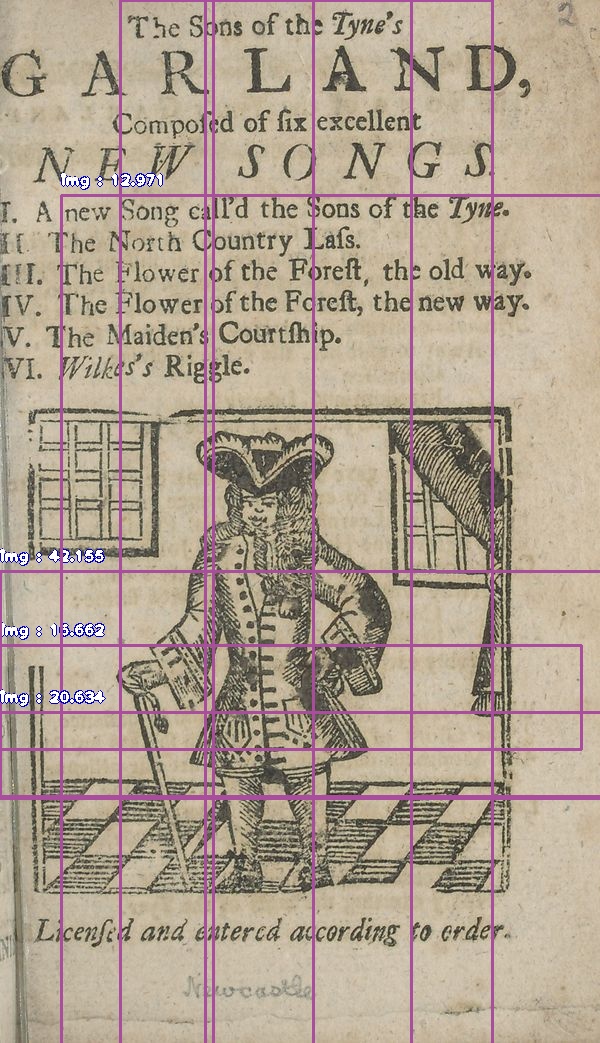 2
The Sons of the Tyne's
GARLAND,
Compoſed of ſix excellent
NEW SONGS
I. A new Song call'd the Sons of the Tyne.
II. The North Country Laſs.
III. The Flower of the Foreſt, the old way.
IV. The Flower of the Foreſt, the new way.
V. The Maiden's Courtſhip.
VI. Wilkes's Riggle.
Licenſed and entered according to order.
Newcastle
Img : 12.971
Img : 42.155
Img : 16.662
Img : 20.634